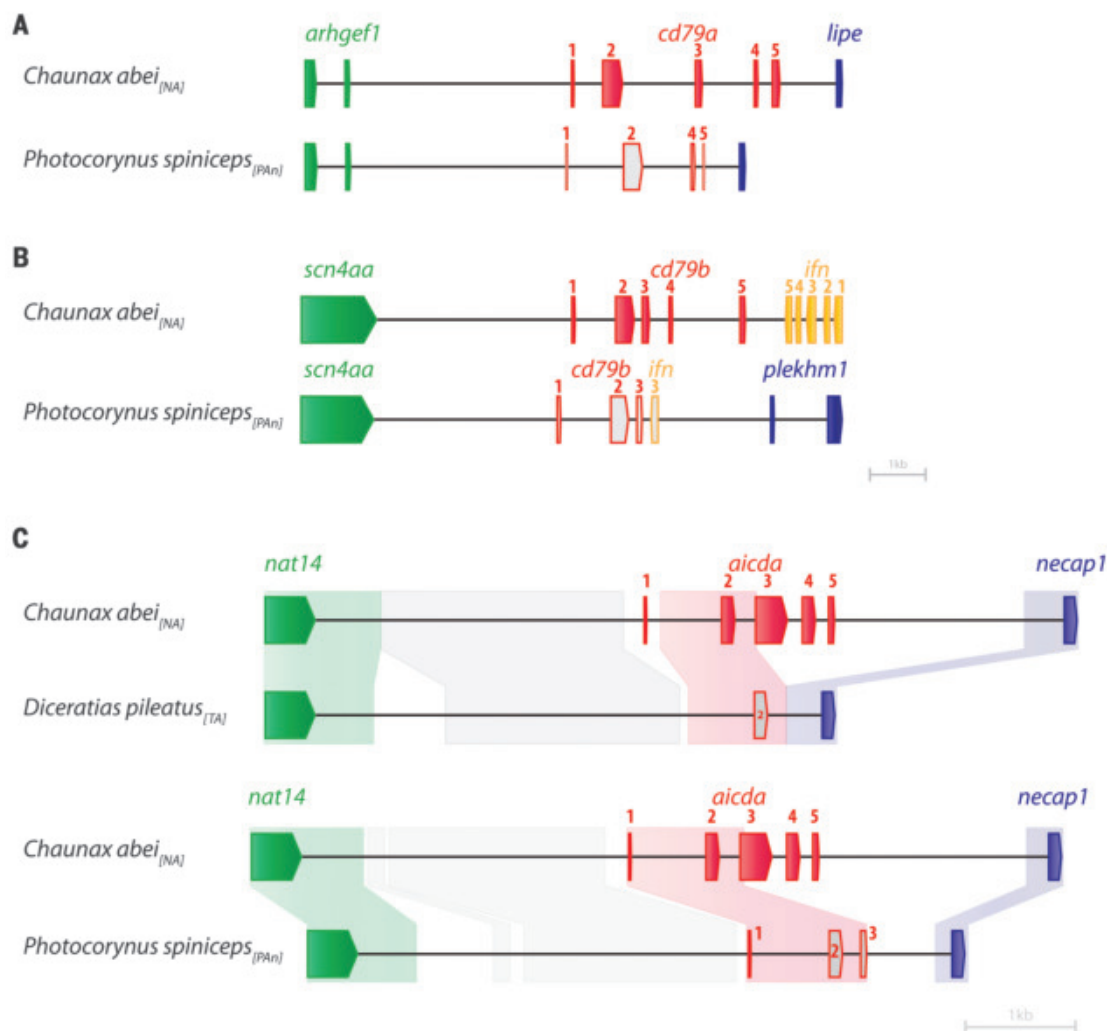 A
arhgef1 cd79a lipe
1 2 3 4 5
Chaunax abei[NA]
1 2 4 5
Photocorynus spiniceps[PAn]
B
scn4aa cd79b ifn
1 2 3 4 5 5 4 3 2 1
Chaunax abei[NA]
scn4aa cd79b ifn plekhm1
1 2 3 3
Photocorynus spiniceps[PAn]
1kb
C
nat14 aicda necap1
1 2 3 4 5
Chaunax abei[NA]
Diceratias pileatus[TA] 2
nat14 aicda necap1
1 2 3 4 5
Chaunax abei[NA]
1 2 3
Photocorynus spiniceps[PAn]
1kb